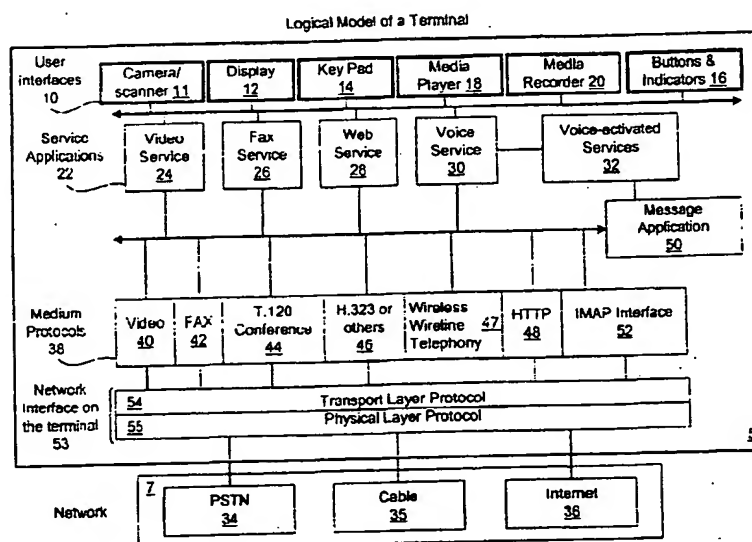 Logical Model of a Terminal
User interfaces 10
Camera/ scanner 11
Display 12
Key Pad 14
Media Player 18
Media Recorder 20
Buttons & Indicators 16
Service Applications 22
Video Service 24
Fax Service 26
Web Service 28
Voice Service 30
Voice-activated Services 32
Message Application 50
Medium Protocols 38
Video 40
FAX 42
T.120 Conference 44
H.323 or others 46
Wireless Wireline Telephony 47
HTTP 48
IMAP Interface 52
Network Interface on the terminal 53
54 Transport Layer Protocol
55 Physical Layer Protocol
Network
7
PSTN 34
Cable 35
Internet 36